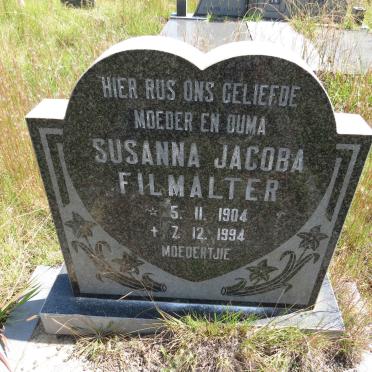 HIER RUS ONS GELIEFDE
MOEDER EN OUMA
SUSANNA JACOBA
FILMALTER
☆ 5. 11. 1904
+ 7. 12. 1994
MOEDERTJIE